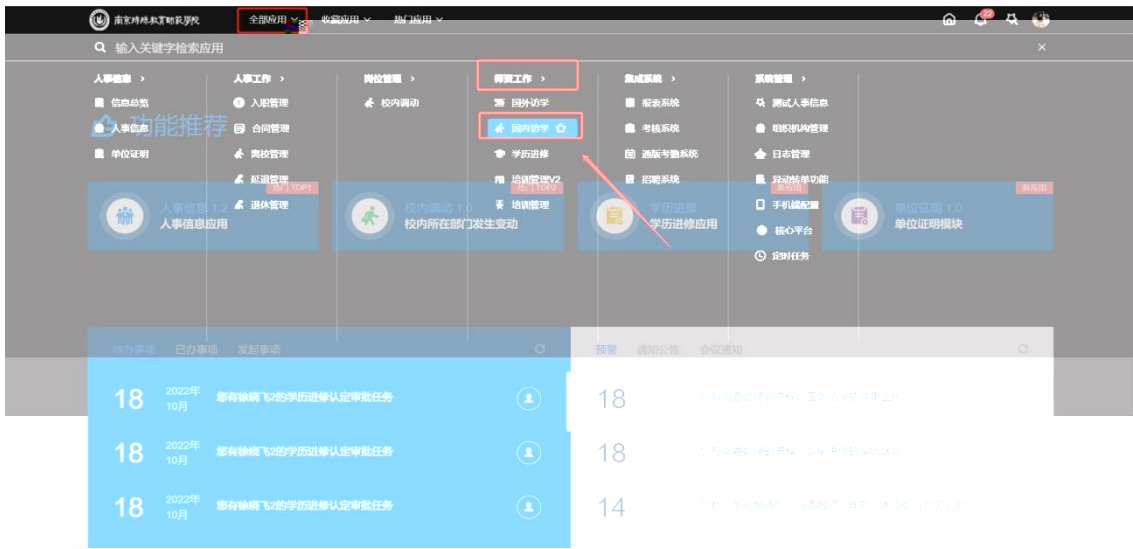 南京特殊教育师范学院 全部应用 收藏应用 热门应用 22
输入关键字检索应用
人事信息 人事工作 岗位管理 师资工作 集成系统 系统管理
信息总览 入职管理 校内调动 国外访学 报表系统 测试人事信息
功能推荐
人事信息 合同管理 国内访学 考核系统 组织机构管理
单位证明 离校管理 学历进修 通版考勤系统 日志管理
延退管理 培训管理V2 招聘系统 异动转单功能
热门TOP1 热门TOP2 新应用 新应用
人事信息 1.2 退休管理 校内调动 1.0 培训管理 学历进修 手机端配置 单位证明 1.0
人事信息应用 校内所在部门发生变动 学历进修应用 核心平台 单位证明模块
定时任务
待办事项 已办事项 发起事项 预警 通知公告 会议通知
18 2022年 您有徐晓飞2的学历进修认定审批任务 18
10月
18 2022年 您有徐晓飞2的学历进修认定审批任务 18
10月
18 2022年 您有徐晓飞2的学历进修认定审批任务 14
10月